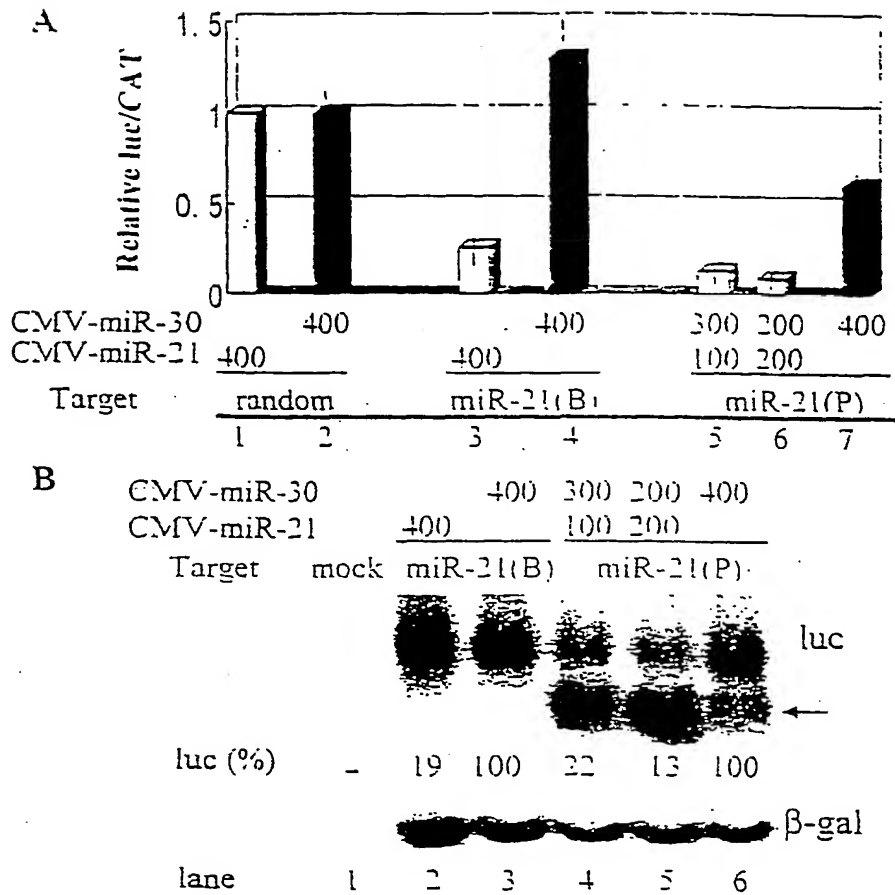 A
1.5
1
0.5
0
Relative luc/CAT
CMV-miR-30 400 400 300 200 400
CMV-miR-21 400 400 100 200
Target random miR-21(B) miR-21(P)
1 2 3 4 5 6 7
B
CMV-miR-30 400 300 200 400
CMV-miR-21 400 100 200
Target mock miR-21(B) miR-21(P)
luc
luc (%) – 19 100 22 13 100
β-gal
lane 1 2 3 4 5 6